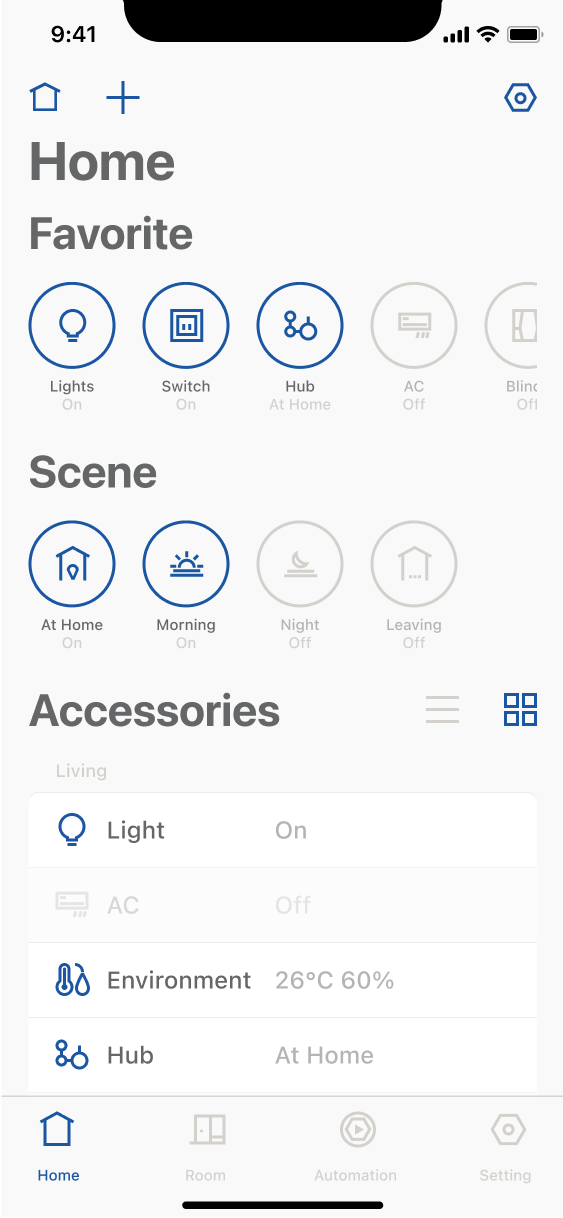 9:41
Home
Favorite
Lights Switch Hub AC
On On At Home Off Off
Scene
At Home Morning Night Leaving
On On Off Off
Accessories
Living
Light On
AC Off
Environment 26°C 60%
Hub At Home
Home Room Automation Setting